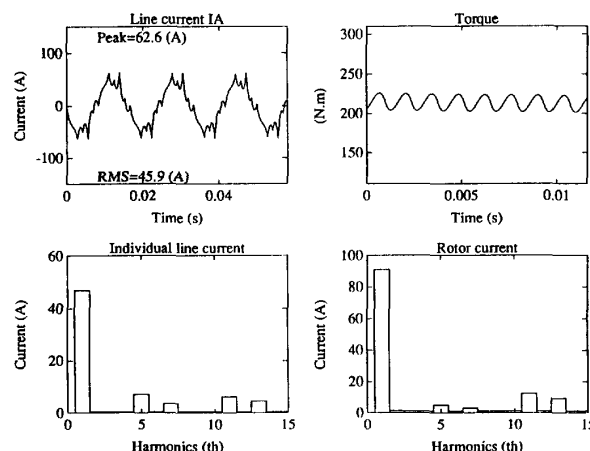 Line current IA
Peak=62.6 (A)
100
0
-100
Current (A)
RMS=45.9 (A)
0
0.02
0.04
Time (s)
Torque
300
250
200
150
(N.m)
0
0.005
0.01
Time (s)
Individual line current
60
40
20
0
Current (A)
0
5
10
15
Harmonics (th)
Rotor current
100
80
60
40
20
0
Current (A)
0
5
10
15
Harmonics (th)